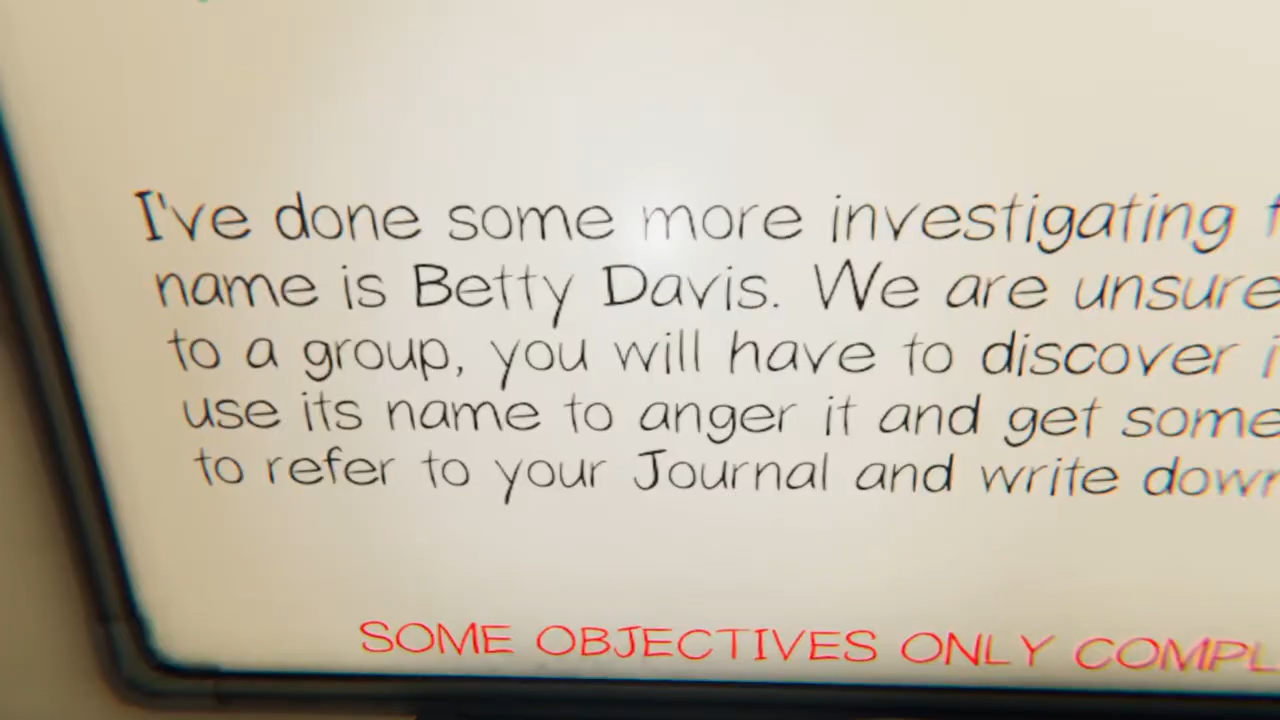 I've done some more investigating
name is Betty Davis. We are unsure
to a group, you will have to discover
use its name to anger it and get some
to refer to your Journal and write down
SOME OBJECTIVES ONLY